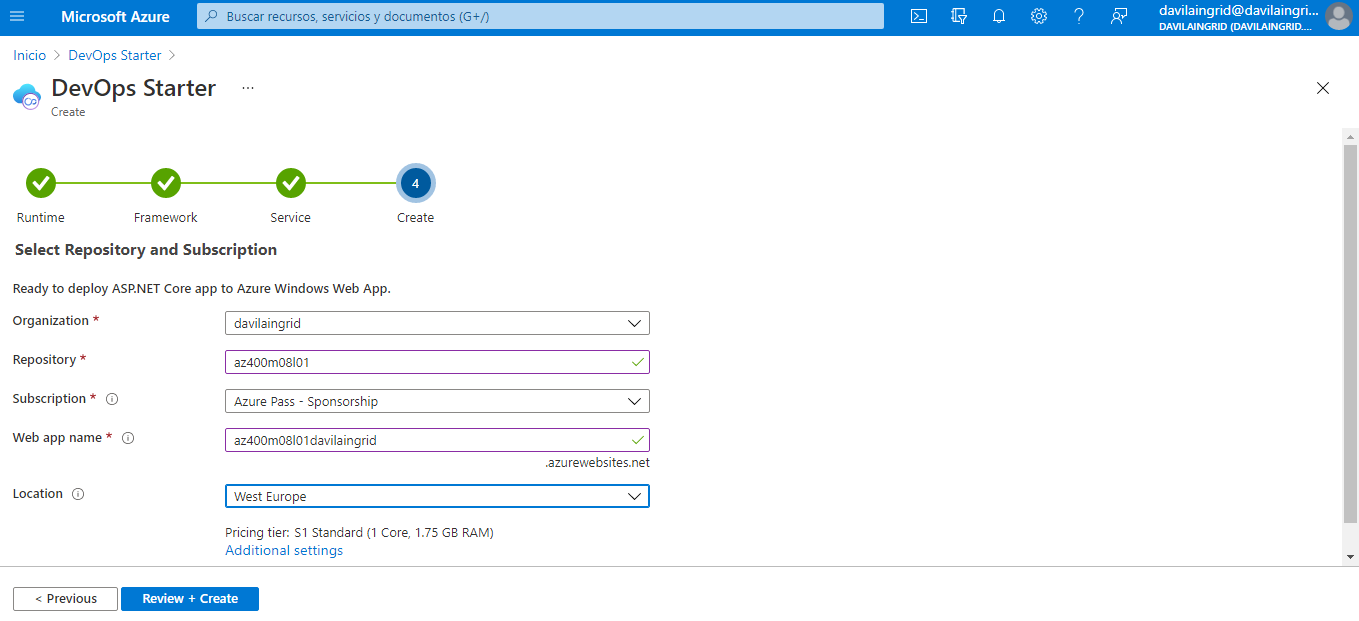 Microsoft Azure
Buscar recursos, servicios y documentos (G+/)
davilaingrid@davilaingri...
DAVILAINGRID (DAVILAINGRID....
Inicio > DevOps Starter >
DevOps Starter ...
Create
4
Runtime Framework Service Create
Select Repository and Subscription
Ready to deploy ASP.NET Core app to Azure Windows Web App.
Organization * davilaingrid
Repository * az400m08l01
Subscription * Azure Pass - Sponsorship
Web app name * az400m08l01davilaingrid
.azurewebsites.net
Location West Europe
Pricing tier: S1 Standard (1 Core, 1.75 GB RAM)
Additional settings
< Previous Review + Create